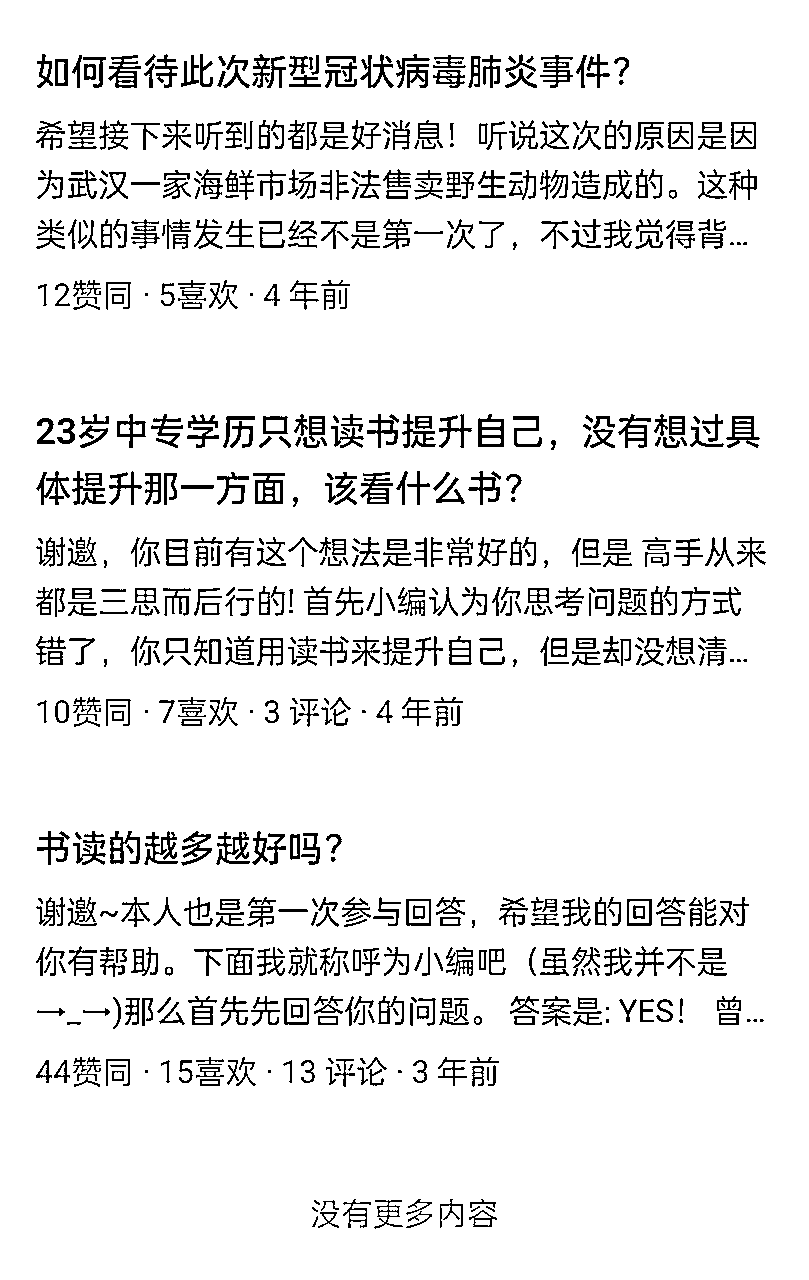 如何看待此次新型冠状病毒肺炎事件？
希望接下来听到的都是好消息！听说这次的原因是因
为武汉一家海鲜市场非法售卖野生动物造成的。这种
类似的事情发生已经不是第一次了，不过我觉得背...
12赞同 · 5喜欢 · 4 年前
23岁中专学历只想读书提升自己，没有想过具
体提升那一方面，该看什么书？
谢邀，你目前有这个想法是非常好的，但是 高手从来
都是三思而后行的! 首先小编认为你思考问题的方式
错了，你只知道用读书来提升自己，但是却没想清...
10赞同 · 7喜欢 · 3 评论 · 4 年前
书读的越多越好吗？
谢邀~本人也是第一次参与回答，希望我的回答能对
你有帮助。下面我就称呼为小编吧（虽然我并不是
→_→)那么首先先回答你的问题。 答案是: YES！ 曾...
44赞同 · 15喜欢 · 13 评论 · 3 年前
没有更多内容